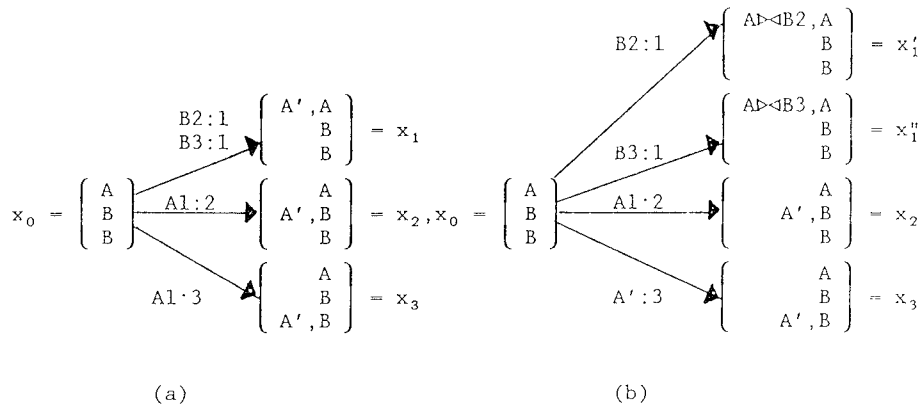 B2:1
B3:1
x₀ =
A
B
B
A1:2
A1·3
A',A
B
B
= x₁
A
A',B
B
= x₂,
A
B
A',B
= x₃
(a)
x₀ =
A
B
B
B2:1
B3:1
A1·2
A':3
A▷◁B2,A
B
B
= x₁'
A▷◁B3,A
B
B
= x₁"
A
A',B
B
= x₂
A
B
A',B
= x₃
(b)